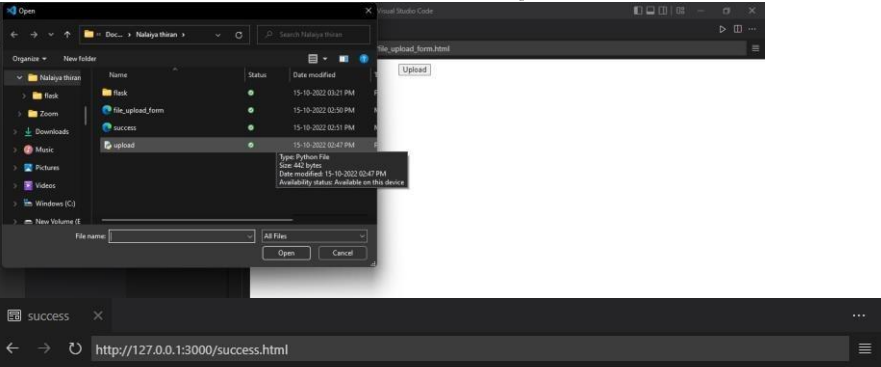 Open
Visual Studio Code
Doc... > Nalaiya thiran >
Search Nalaiya thiran
file_upload_form.html
Organize
New folder
Upload
Nalaiya thiran
Name
Status
Date modified
flask
flask
15-10-2022 03:21 PM
Zoom
file_upload_form
15-10-2022 02:50 PM
Downloads
success
15-10-2022 02:51 PM
Music
upload
15-10-2022 02:47 PM
Type: Python File
Size: 442 bytes
Date modified: 15-10-2022 02:47 PM
Availability status: Available on this device
Pictures
Videos
Windows (C:)
New Volume (E
File name:
All Files
Open
Cancel
success
http://127.0.0.1:3000/success.html